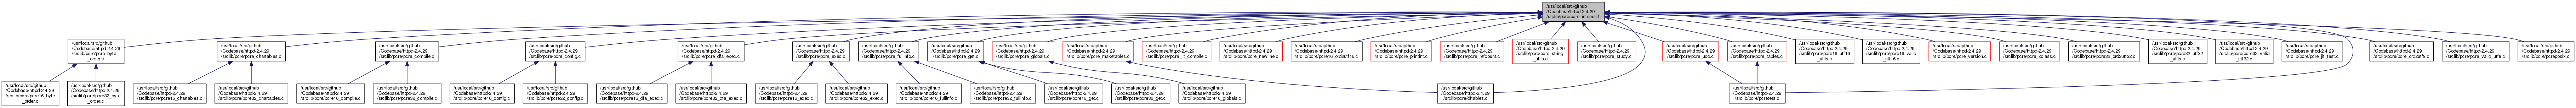 /usr/local/src/github
/Codebase/httpd-2.4.29
/srclib/pcre/pcre_internal.h
/usr/local/src/github
/Codebase/httpd-2.4.29
/srclib/pcre/pcre_byte
_order.c
/usr/local/src/github
/Codebase/httpd-2.4.29
/srclib/pcre/pcre_chartables.c
/usr/local/src/github
/Codebase/httpd-2.4.29
/srclib/pcre/pcre_compile.c
/usr/local/src/github
/Codebase/httpd-2.4.29
/srclib/pcre/pcre_config.c
/usr/local/src/github
/Codebase/httpd-2.4.29
/srclib/pcre/pcre_dfa_exec.c
/usr/local/src/github
/Codebase/httpd-2.4.29
/srclib/pcre/pcre_exec.c
/usr/local/src/github
/Codebase/httpd-2.4.29
/srclib/pcre/pcre_fullinfo.c
/usr/local/src/github
/Codebase/httpd-2.4.29
/srclib/pcre/pcre_get.c
/usr/local/src/github
/Codebase/httpd-2.4.29
/srclib/pcre/pcre_globals.c
/usr/local/src/github
/Codebase/httpd-2.4.29
/srclib/pcre/pcre_maketables.c
/usr/local/src/github
/Codebase/httpd-2.4.29
/srclib/pcre/pcre_jit_compile.c
/usr/local/src/github
/Codebase/httpd-2.4.29
/srclib/pcre/pcre_newline.c
/usr/local/src/github
/Codebase/httpd-2.4.29
/srclib/pcre/pcre16_ord2utf16.c
/usr/local/src/github
/Codebase/httpd-2.4.29
/srclib/pcre/pcre_printint.c
/usr/local/src/github
/Codebase/httpd-2.4.29
/srclib/pcre/pcre_refcount.c
/usr/local/src/github
/Codebase/httpd-2.4.29
/srclib/pcre/pcre_string
_utils.c
/usr/local/src/github
/Codebase/httpd-2.4.29
/srclib/pcre/pcre_study.c
/usr/local/src/github
/Codebase/httpd-2.4.29
/srclib/pcre/pcre_ucd.c
/usr/local/src/github
/Codebase/httpd-2.4.29
/srclib/pcre/pcre_tables.c
/usr/local/src/github
/Codebase/httpd-2.4.29
/srclib/pcre/pcre16_utf16
_utils.c
/usr/local/src/github
/Codebase/httpd-2.4.29
/srclib/pcre/pcre16_valid
_utf16.c
/usr/local/src/github
/Codebase/httpd-2.4.29
/srclib/pcre/pcre_version.c
/usr/local/src/github
/Codebase/httpd-2.4.29
/srclib/pcre/pcre_xclass.c
/usr/local/src/github
/Codebase/httpd-2.4.29
/srclib/pcre/pcre32_ord2utf32.c
/usr/local/src/github
/Codebase/httpd-2.4.29
/srclib/pcre/pcre32_utf32
_utils.c
/usr/local/src/github
/Codebase/httpd-2.4.29
/srclib/pcre/pcre32_valid
_utf32.c
/usr/local/src/github
/Codebase/httpd-2.4.29
/srclib/pcre/pcre_jit_test.c
/usr/local/src/github
/Codebase/httpd-2.4.29
/srclib/pcre/pcre_ord2utf8.c
/usr/local/src/github
/Codebase/httpd-2.4.29
/srclib/pcre/pcre_valid_utf8.c
/usr/local/src/github
/Codebase/httpd-2.4.29
/srclib/pcre/pcreposix.c
/usr/local/src/github
/Codebase/httpd-2.4.29
/srclib/pcre/pcre16_byte
_order.c
/usr/local/src/github
/Codebase/httpd-2.4.29
/srclib/pcre/pcre32_byte
_order.c
/usr/local/src/github
/Codebase/httpd-2.4.29
/srclib/pcre/pcre16_chartables.c
/usr/local/src/github
/Codebase/httpd-2.4.29
/srclib/pcre/pcre32_chartables.c
/usr/local/src/github
/Codebase/httpd-2.4.29
/srclib/pcre/pcre16_compile.c
/usr/local/src/github
/Codebase/httpd-2.4.29
/srclib/pcre/pcre32_compile.c
/usr/local/src/github
/Codebase/httpd-2.4.29
/srclib/pcre/pcre16_config.c
/usr/local/src/github
/Codebase/httpd-2.4.29
/srclib/pcre/pcre32_config.c
/usr/local/src/github
/Codebase/httpd-2.4.29
/srclib/pcre/pcre16_dfa_exec.c
/usr/local/src/github
/Codebase/httpd-2.4.29
/srclib/pcre/pcre32_dfa_exec.c
/usr/local/src/github
/Codebase/httpd-2.4.29
/srclib/pcre/pcre16_exec.c
/usr/local/src/github
/Codebase/httpd-2.4.29
/srclib/pcre/pcre32_exec.c
/usr/local/src/github
/Codebase/httpd-2.4.29
/srclib/pcre/pcre16_fullinfo.c
/usr/local/src/github
/Codebase/httpd-2.4.29
/srclib/pcre/pcre32_fullinfo.c
/usr/local/src/github
/Codebase/httpd-2.4.29
/srclib/pcre/pcre16_get.c
/usr/local/src/github
/Codebase/httpd-2.4.29
/srclib/pcre/pcre32_get.c
/usr/local/src/github
/Codebase/httpd-2.4.29
/srclib/pcre/pcre16_globals.c
/usr/local/src/github
/Codebase/httpd-2.4.29
/srclib/pcre/dftables.c
/usr/local/src/github
/Codebase/httpd-2.4.29
/srclib/pcre/pcretest.c